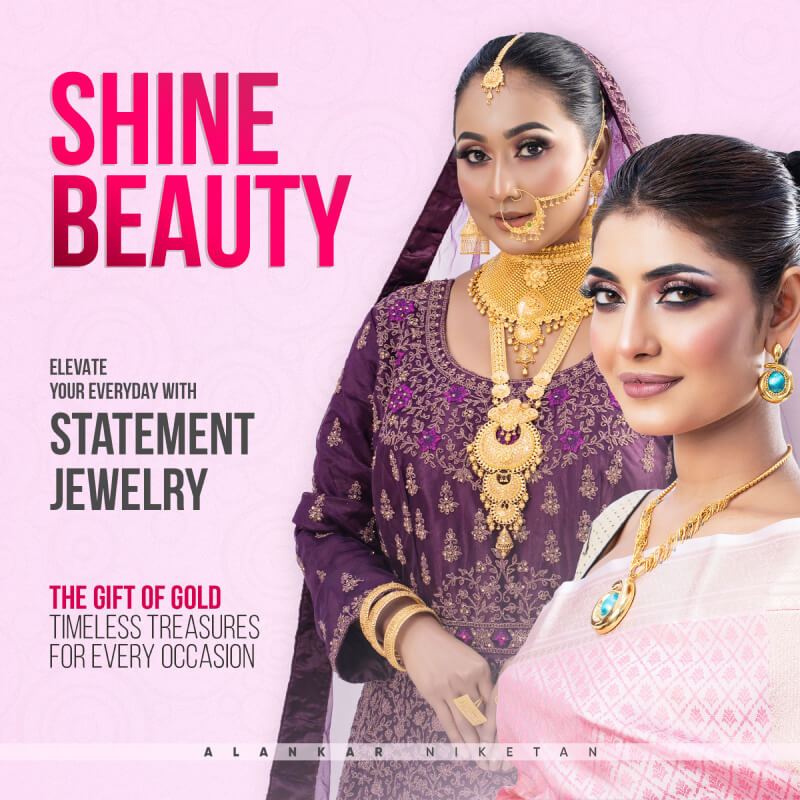 SHINE
BEAUTY
ELEVATE
YOUR EVERYDAY WITH
STATEMENT
JEWELRY
THE GIFT OF GOLD
TIMELESS TREASURES
FOR EVERY OCCASION
ALANKAR NIKETAN